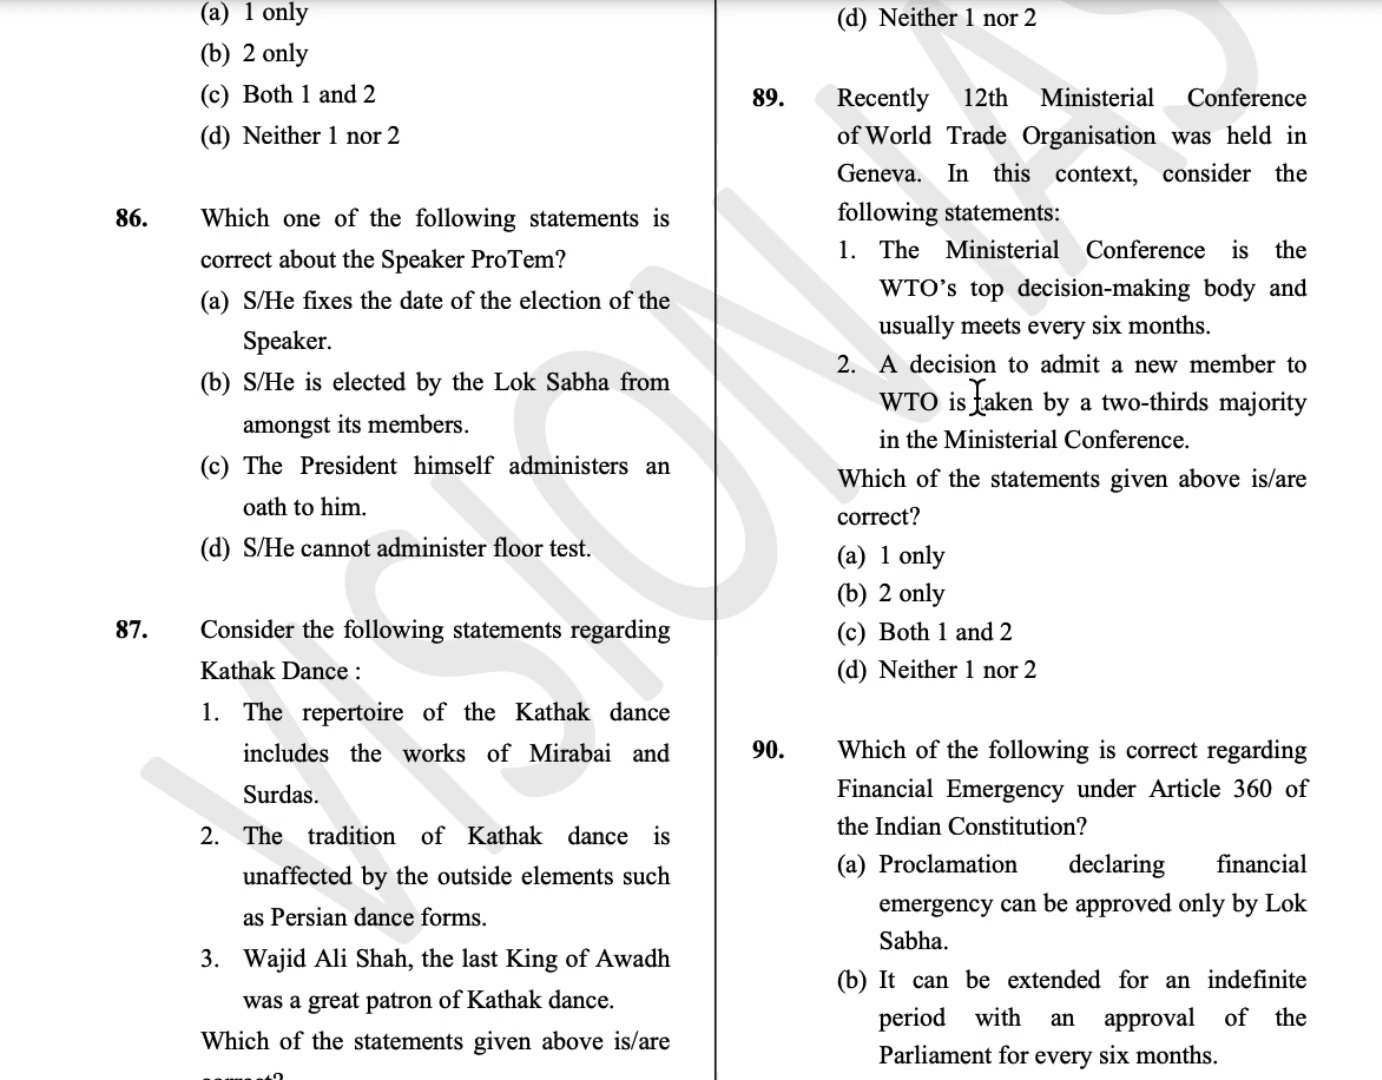 (a) 1 only
(b) 2 only
(c) Both 1 and 2
(d) Neither 1 nor 2
86. Which one of the following statements is
correct about the Speaker ProTem?
(a) S/He fixes the date of the election of the
Speaker.
(b) S/He is elected by the Lok Sabha from
amongst its members.
(c) The President himself administers an
oath to him.
(d) S/He cannot administer floor test.
87. Consider the following statements regarding
Kathak Dance :
1. The repertoire of the Kathak dance
includes the works of Mirabai and
Surdas.
2. The tradition of Kathak dance is
unaffected by the outside elements such
as Persian dance forms.
3. Wajid Ali Shah, the last King of Awadh
was a great patron of Kathak dance.
Which of the statements given above is/are
(d) Neither 1 nor 2
89. Recently 12th Ministerial Conference
of World Trade Organisation was held in
Geneva. In this context, consider the
following statements:
1. The Ministerial Conference is the
WTO's top decision-making body and
usually meets every six months.
2. A decision to admit a new member to
WTO is taken by a two-thirds majority
in the Ministerial Conference.
Which of the statements given above is/are
correct?
(a) 1 only
(b) 2 only
(c) Both 1 and 2
(d) Neither 1 nor 2
90. Which of the following is correct regarding
Financial Emergency under Article 360 of
the Indian Constitution?
(a) Proclamation declaring financial
emergency can be approved only by Lok
Sabha.
(b) It can be extended for an indefinite
period with an approval of the
Parliament for every six months.
VISION IAS